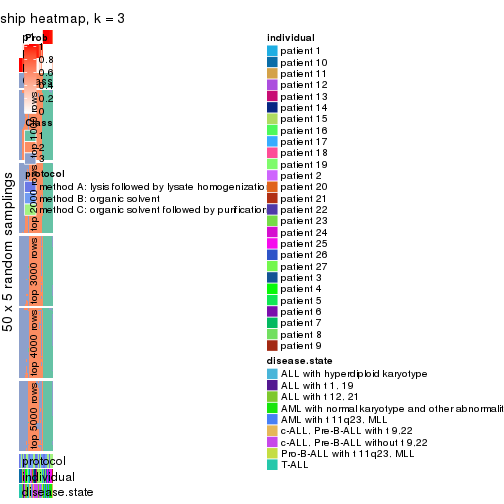 ship heatmap, k = 3
50 x 5 random samplings
Prob
1
0.8
0.6
0.4
0.2
0
Class
1
2
3
protocol
method A: lysis followed by lysate homogenizatio
method B: organic solvent
method C: organic solvent followed by purification
top 1000 rows
top 2000 rows
top 3000 rows
top 4000 rows
top 5000 rows
protocol
individual
disease.state
individual
patient 1
patient 10
patient 11
patient 12
patient 13
patient 14
patient 15
patient 16
patient 17
patient 18
patient 19
patient 2
patient 20
patient 21
patient 22
patient 23
patient 24
patient 25
patient 26
patient 27
patient 3
patient 4
patient 5
patient 6
patient 7
patient 8
patient 9
disease.state
ALL with hyperdiploid karyotype
ALL with t1. 19
ALL with t12. 21
AML with normal karyotype and other abnormalit
AML with t11q23. MLL
c-ALL. Pre-B-ALL with t9.22
c-ALL. Pre-B-ALL without t9.22
Pro-B-ALL with t11q23. MLL
T-ALL